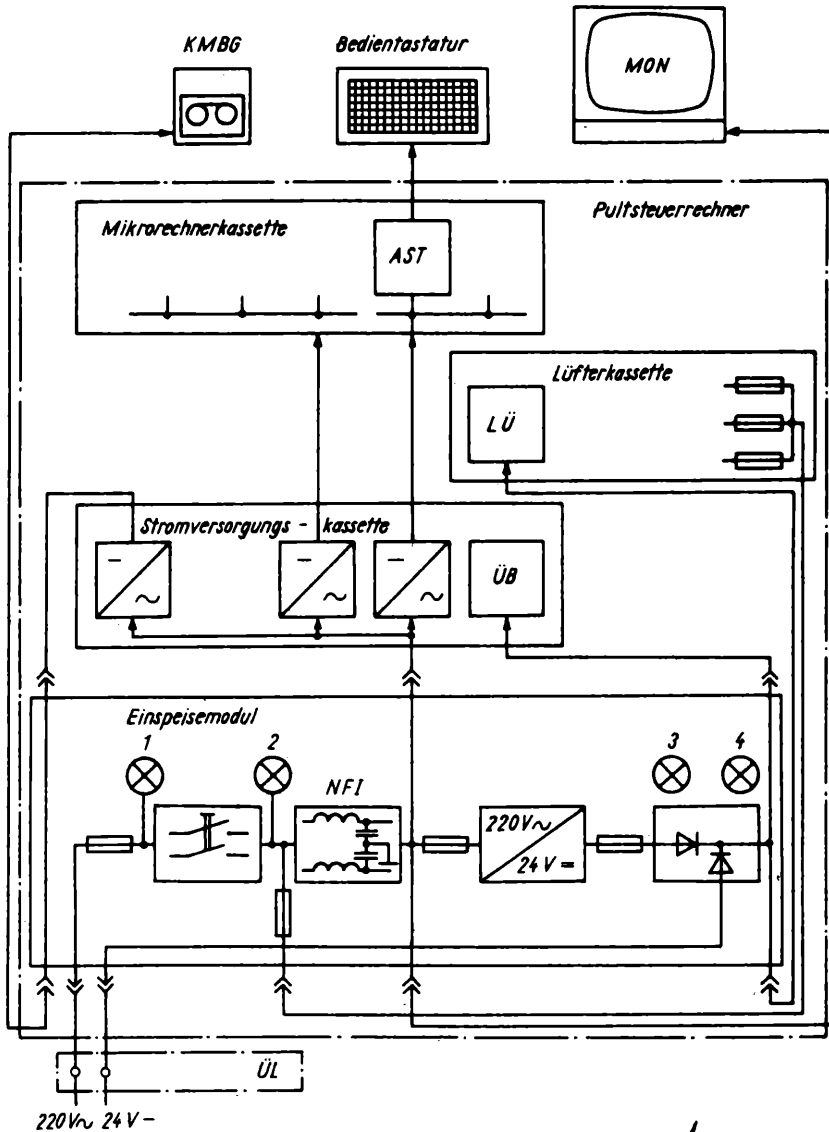 KMBG
Bedientastatur
MON
Pultsteuerrechner
Mikrorechnerkassette
AST
Lüfterkassette
LÜ
Stromversorgungs - kassette
ÜB
Einspeisemodul
1
2
NFI
3
4
220V~
24V=
ÜL
220V~ 24V-